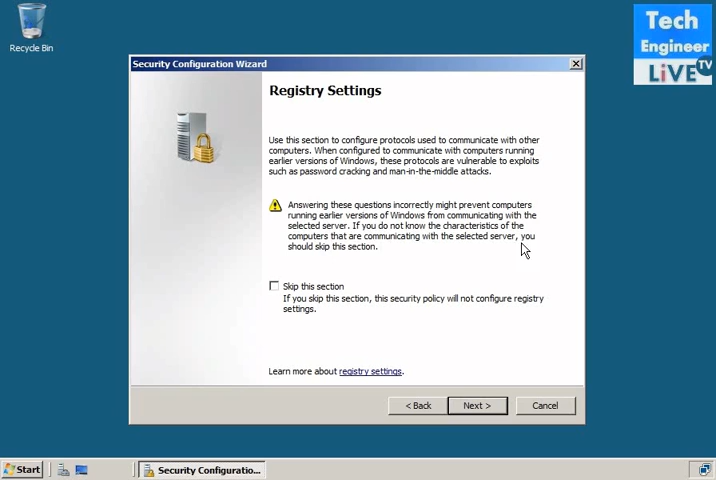 Recycle Bin
Tech
Engineer
LiVE TV
Security Configuration Wizard
Registry Settings
Use this section to configure protocols used to communicate with other
computers. When configured to communicate with computers running
earlier versions of Windows, these protocols are vulnerable to exploits
such as password cracking and man-in-the-middle attacks.
Answering these questions incorrectly might prevent computers
running earlier versions of Windows from communicating with the
selected server. If you do not know the characteristics of the
computers that are communicating with the selected server, you
should skip this section.
Skip this section
If you skip this section, this security policy will not configure registry
settings.
Learn more about registry settings.
< Back
Next >
Cancel
Start
Security Configuratio...